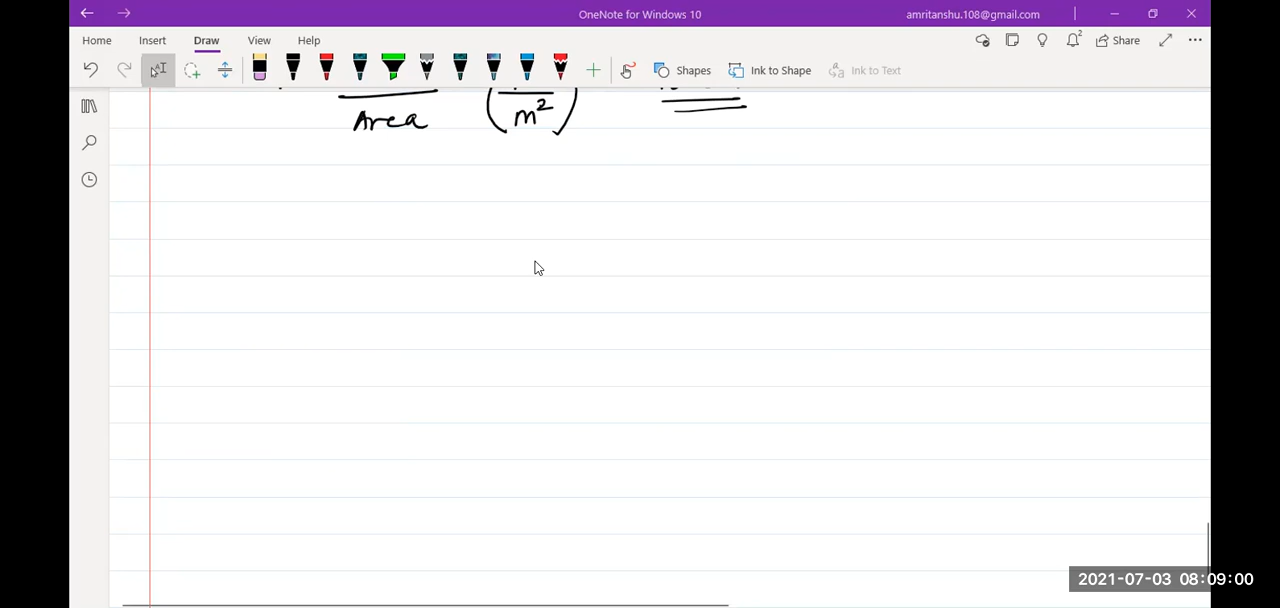 OneNote for Windows 10
amritanshu.108@gmail.com
Home Insert Draw View Help
2
Share
Shapes Ink to Shape Ink to Text
Area
m²
2021-07-03 08:09:00